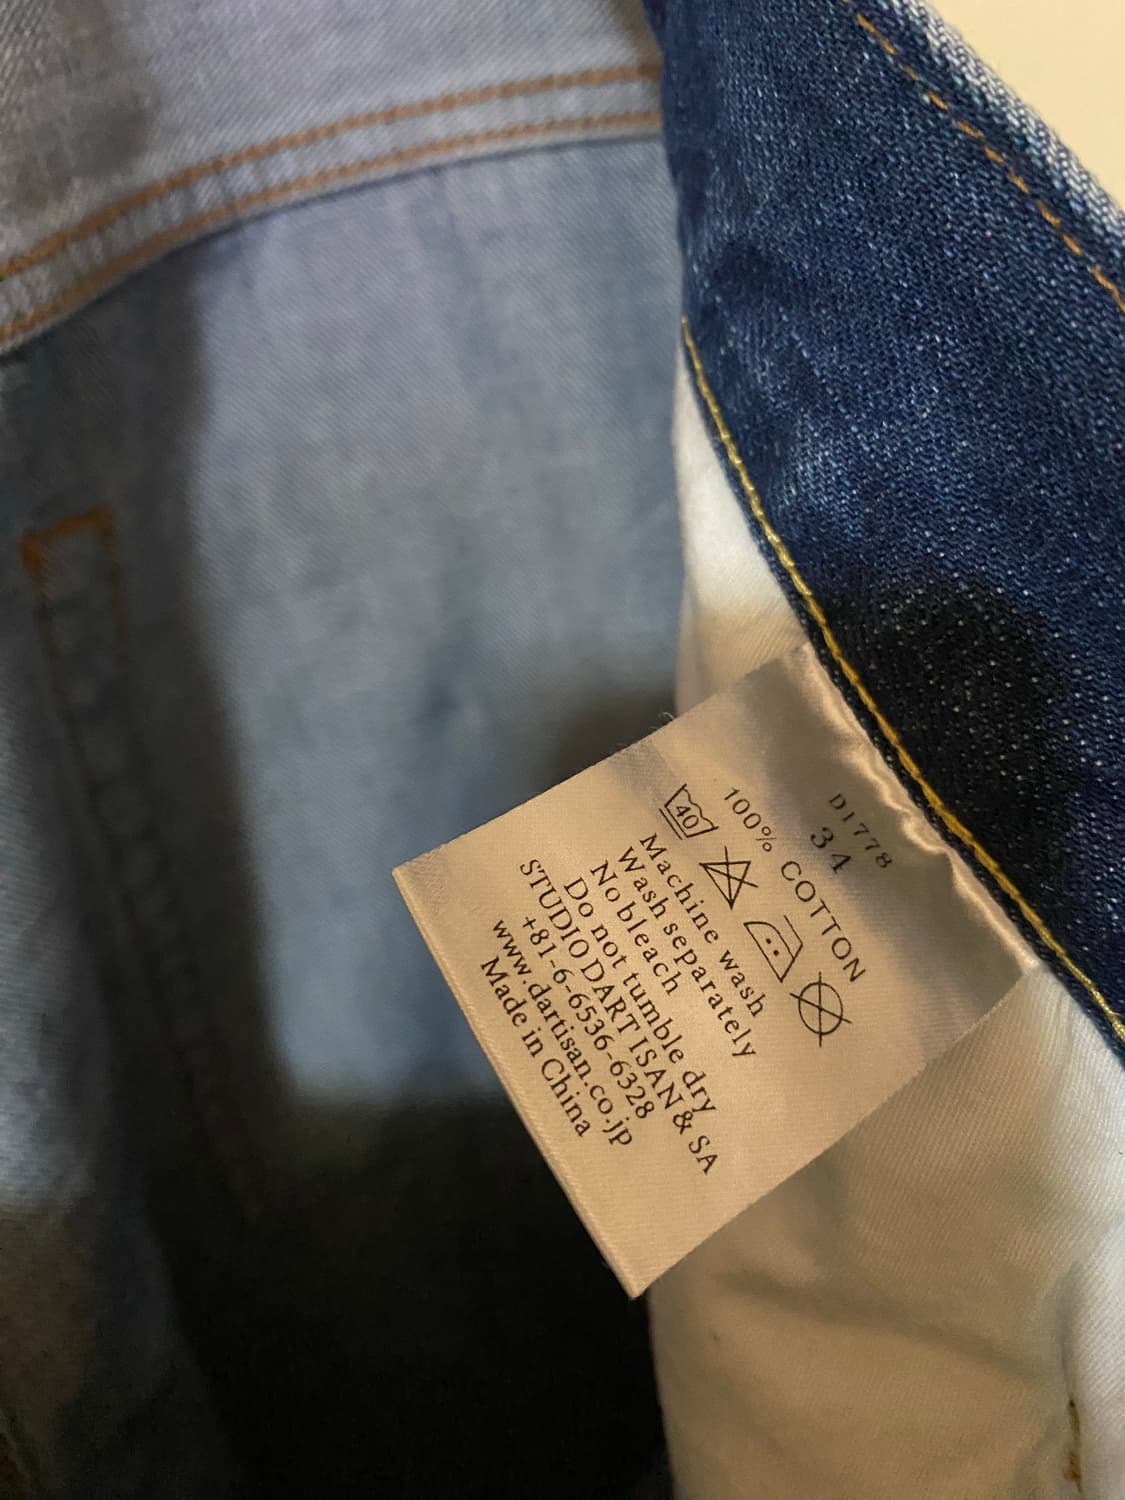 D1778
34
100% COTTON
40
Machine wash
Wash separately
No bleach
Do not tumble dry
STUDIO DARTISAN & SA
+81-6-6536-6328
www.dartisan.co.jp
Made in China